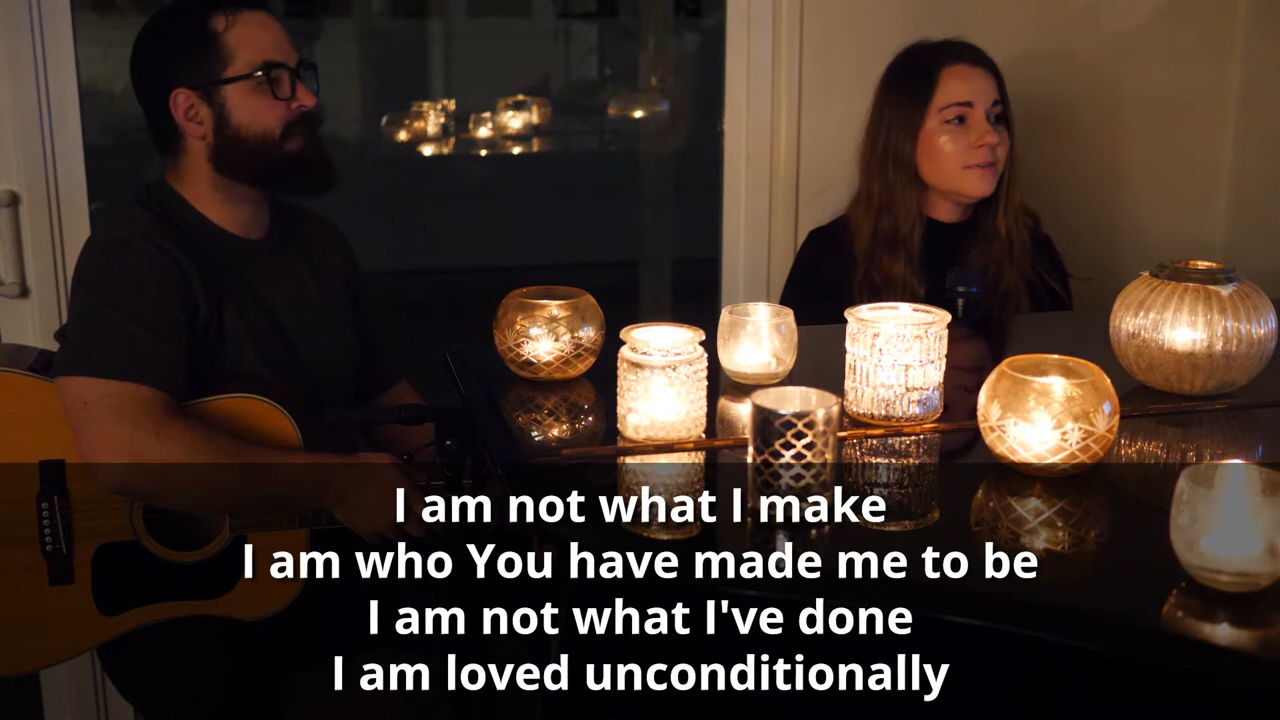 I am not what I make
I am who You have made me to be
I am not what I've done
I am loved unconditionally